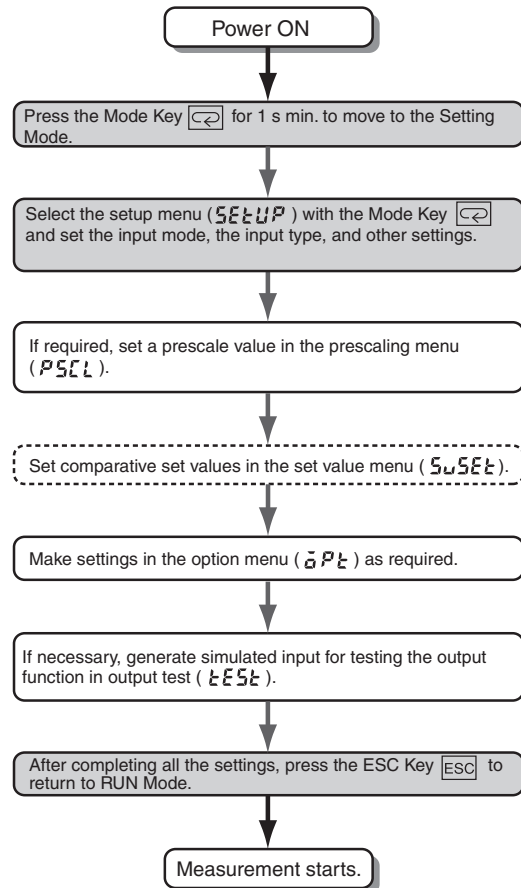 Power ON
Press the Mode Key for 1 s min. to move to the Setting
Mode.
Select the setup menu (SEtUP) with the Mode Key
and set the input mode, the input type, and other settings.
If required, set a prescale value in the prescaling menu
(PSCL).
Set comparative set values in the set value menu (SvSEt).
Make settings in the option menu (oPt) as required.
If necessary, generate simulated input for testing the output
function in output test (tESt).
After completing all the settings, press the ESC Key ESC to
return to RUN Mode.
Measurement starts.